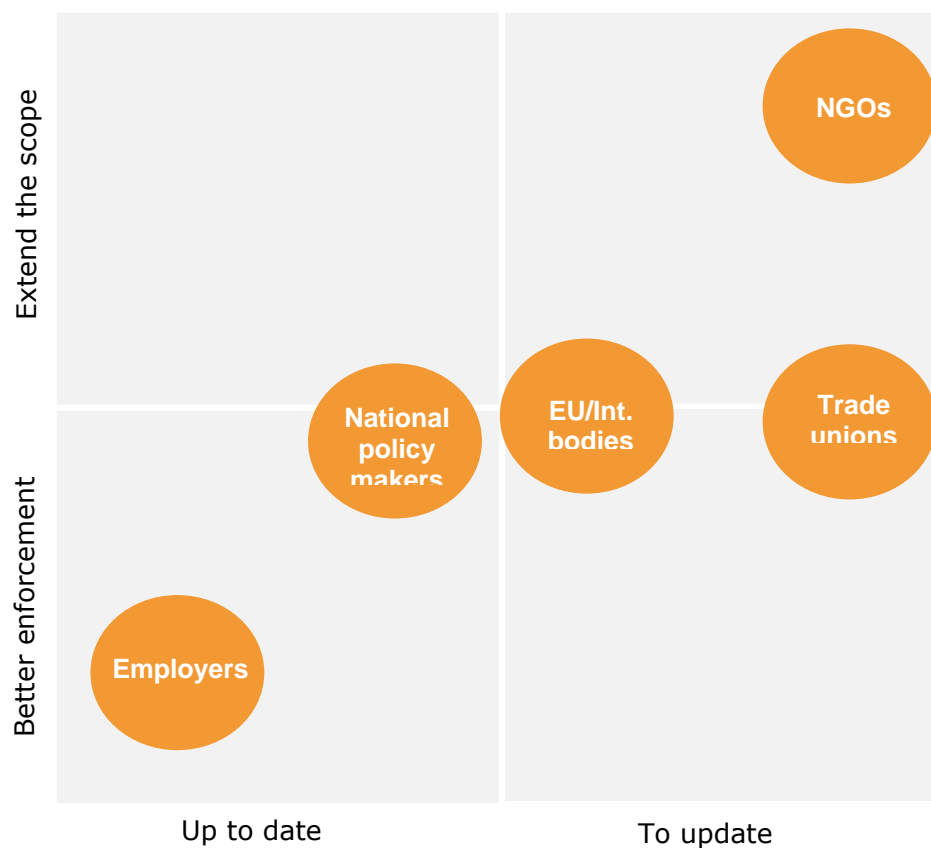 Extend the scope
NGOs
National
policy
makers
EU/Int.
bodies
Trade
unions
Better enforcement
Employers
Up to date
To update